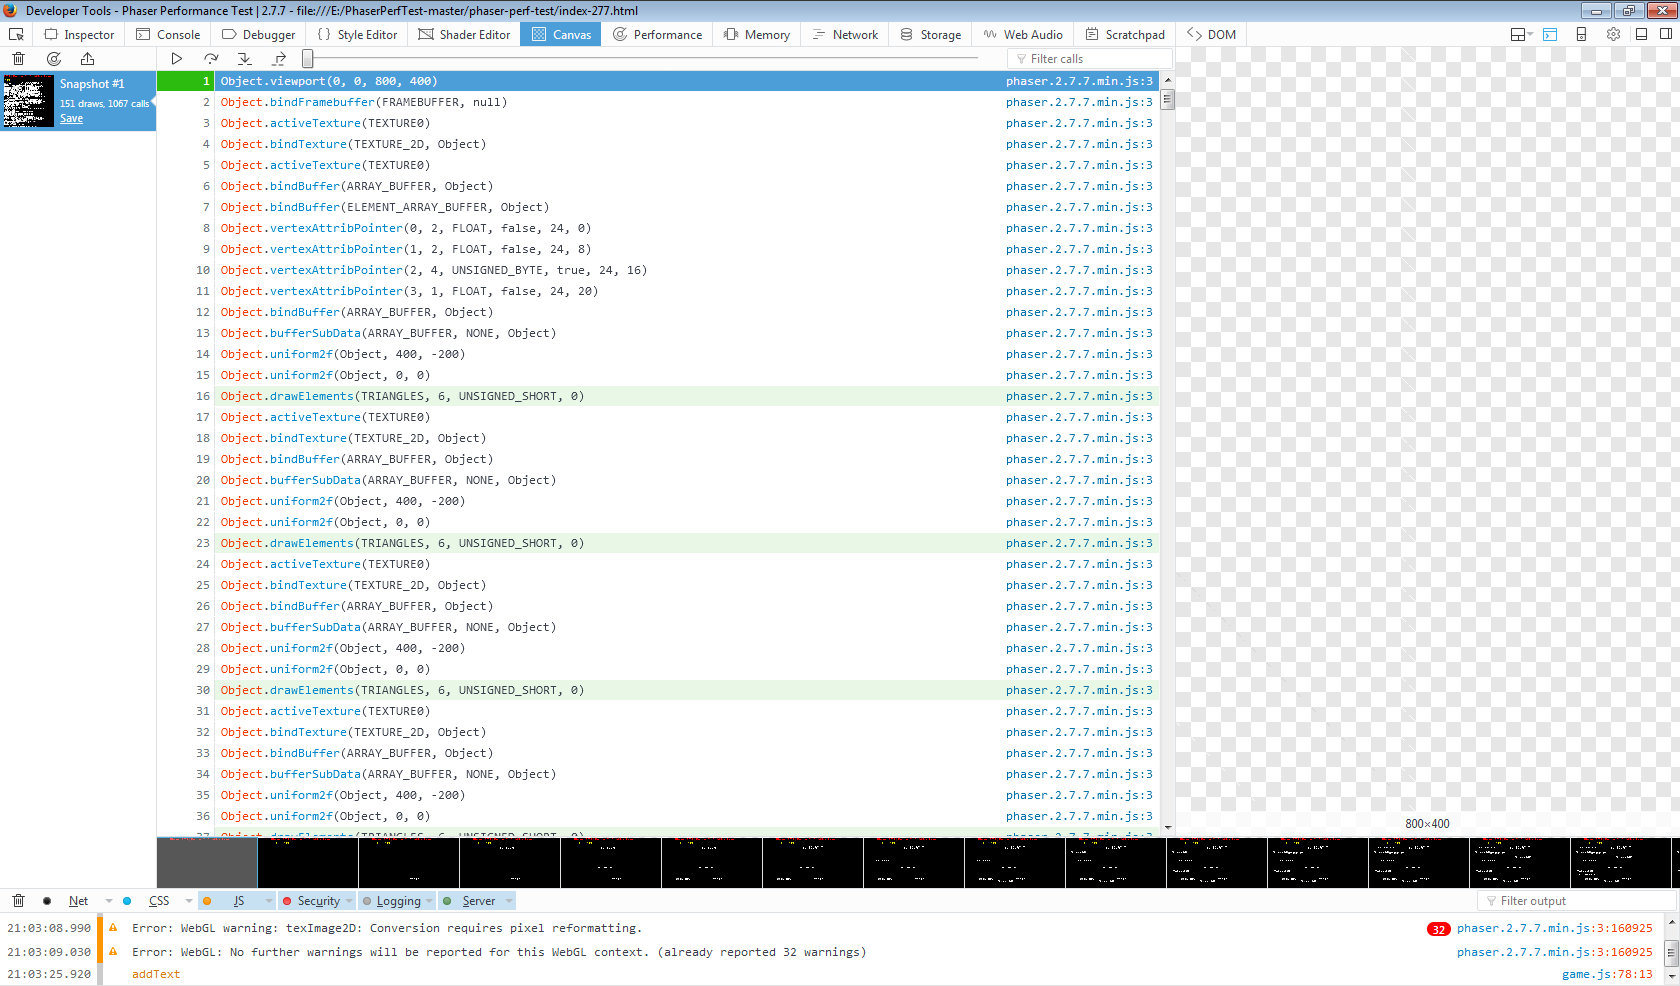 Developer Tools - Phaser Performance Test | 2.7.7 - file:///E:/PhaserPerfTest-master/phaser-perf-test/index-277.html
Inspector Console Debugger Style Editor Shader Editor Canvas Performance Memory Network Storage Web Audio Scratchpad DOM
Filter calls
Snapshot #1
151 draws, 1067 calls
Save
1 Object.viewport(0, 0, 800, 400) phaser.2.7.7.min.js:3
2 Object.bindFramebuffer(FRAMEBUFFER, null) phaser.2.7.7.min.js:3
3 Object.activeTexture(TEXTURE0) phaser.2.7.7.min.js:3
4 Object.bindTexture(TEXTURE_2D, Object) phaser.2.7.7.min.js:3
5 Object.activeTexture(TEXTURE0) phaser.2.7.7.min.js:3
6 Object.bindBuffer(ARRAY_BUFFER, Object) phaser.2.7.7.min.js:3
7 Object.bindBuffer(ELEMENT_ARRAY_BUFFER, Object) phaser.2.7.7.min.js:3
8 Object.vertexAttribPointer(0, 2, FLOAT, false, 24, 0) phaser.2.7.7.min.js:3
9 Object.vertexAttribPointer(1, 2, FLOAT, false, 24, 8) phaser.2.7.7.min.js:3
10 Object.vertexAttribPointer(2, 4, UNSIGNED_BYTE, true, 24, 16) phaser.2.7.7.min.js:3
11 Object.vertexAttribPointer(3, 1, FLOAT, false, 24, 20) phaser.2.7.7.min.js:3
12 Object.bindBuffer(ARRAY_BUFFER, Object) phaser.2.7.7.min.js:3
13 Object.bufferSubData(ARRAY_BUFFER, NONE, Object) phaser.2.7.7.min.js:3
14 Object.uniform2f(Object, 400, -200) phaser.2.7.7.min.js:3
15 Object.uniform2f(Object, 0, 0) phaser.2.7.7.min.js:3
16 Object.drawElements(TRIANGLES, 6, UNSIGNED_SHORT, 0) phaser.2.7.7.min.js:3
17 Object.activeTexture(TEXTURE0) phaser.2.7.7.min.js:3
18 Object.bindTexture(TEXTURE_2D, Object) phaser.2.7.7.min.js:3
19 Object.bindBuffer(ARRAY_BUFFER, Object) phaser.2.7.7.min.js:3
20 Object.bufferSubData(ARRAY_BUFFER, NONE, Object) phaser.2.7.7.min.js:3
21 Object.uniform2f(Object, 400, -200) phaser.2.7.7.min.js:3
22 Object.uniform2f(Object, 0, 0) phaser.2.7.7.min.js:3
23 Object.drawElements(TRIANGLES, 6, UNSIGNED_SHORT, 0) phaser.2.7.7.min.js:3
24 Object.activeTexture(TEXTURE0) phaser.2.7.7.min.js:3
25 Object.bindTexture(TEXTURE_2D, Object) phaser.2.7.7.min.js:3
26 Object.bindBuffer(ARRAY_BUFFER, Object) phaser.2.7.7.min.js:3
27 Object.bufferSubData(ARRAY_BUFFER, NONE, Object) phaser.2.7.7.min.js:3
28 Object.uniform2f(Object, 400, -200) phaser.2.7.7.min.js:3
29 Object.uniform2f(Object, 0, 0) phaser.2.7.7.min.js:3
30 Object.drawElements(TRIANGLES, 6, UNSIGNED_SHORT, 0) phaser.2.7.7.min.js:3
31 Object.activeTexture(TEXTURE0) phaser.2.7.7.min.js:3
32 Object.bindTexture(TEXTURE_2D, Object) phaser.2.7.7.min.js:3
33 Object.bindBuffer(ARRAY_BUFFER, Object) phaser.2.7.7.min.js:3
34 Object.bufferSubData(ARRAY_BUFFER, NONE, Object) phaser.2.7.7.min.js:3
35 Object.uniform2f(Object, 400, -200) phaser.2.7.7.min.js:3
36 Object.uniform2f(Object, 0, 0) phaser.2.7.7.min.js:3
37 Object.drawElements(TRIANGLES, 6, UNSIGNED_SHORT, 0) phaser.2.7.7.min.js:3
800×400
Net CSS JS Security Logging Server Filter output
21:03:08.990 Error: WebGL warning: texImage2D: Conversion requires pixel reformatting. 32 phaser.2.7.7.min.js:3:160925
21:03:09.030 Error: WebGL: No further warnings will be reported for this WebGL context. (already reported 32 warnings) phaser.2.7.7.min.js:3:160925
21:03:25.920 addText game.js:78:13